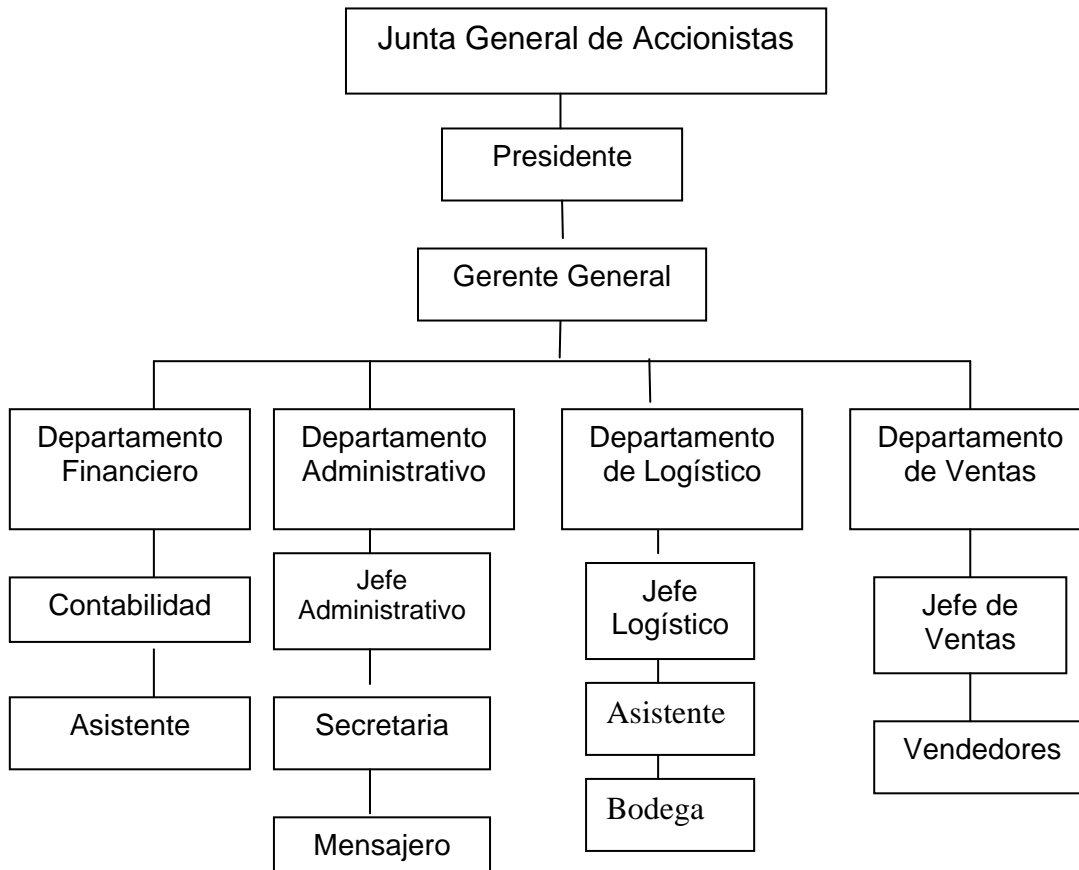 Junta General de Accionistas
Presidente
Gerente General
Departamento
Financiero
Departamento
Administrativo
Departamento
de Logístico
Departamento
de Ventas
Contabilidad
Jefe
Administrativo
Jefe
Logístico
Jefe de
Ventas
Asistente
Secretaria
Asistente
Vendedores
Mensajero
Bodega